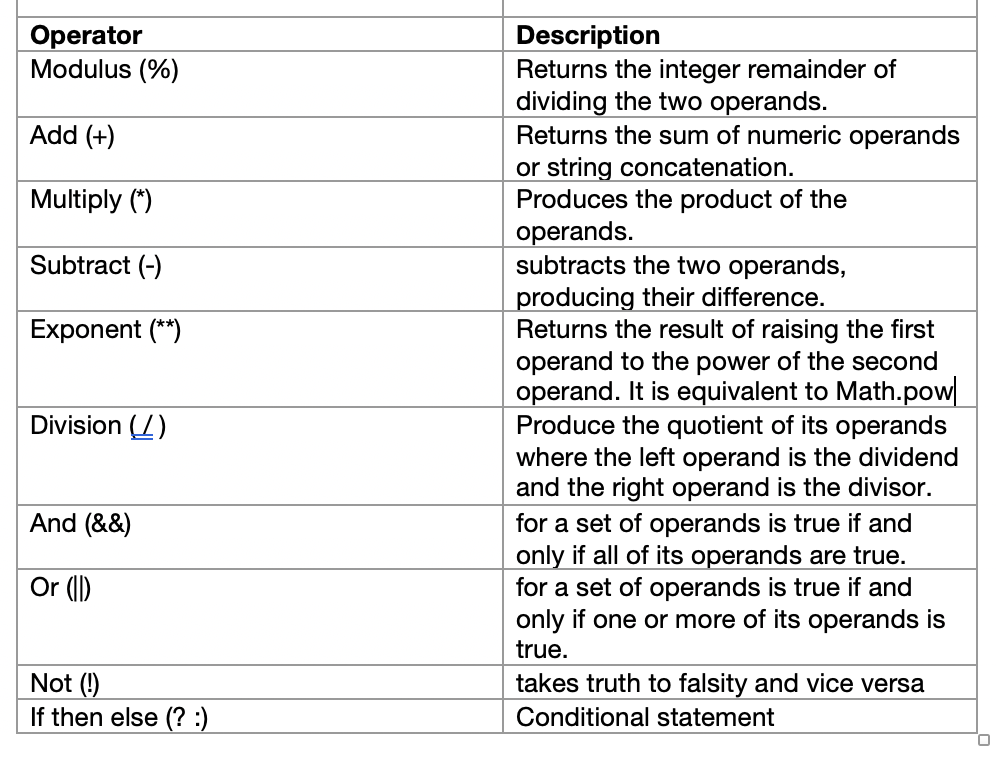 Operator
Description
Modulus (%)
Returns the integer remainder of
dividing the two operands.
Add (+)
Returns the sum of numeric operands
or string concatenation.
Multiply (*)
Produces the product of the
operands.
Subtract (-)
subtracts the two operands,
producing their difference.
Exponent (**)
Returns the result of raising the first
operand to the power of the second
operand. It is equivalent to Math.pow
Division ( / )
Produce the quotient of its operands
where the left operand is the dividend
and the right operand is the divisor.
And (&&)
for a set of operands is true if and
only if all of its operands are true.
Or (||)
for a set of operands is true if and
only if one or more of its operands is
true.
Not (!)
takes truth to falsity and vice versa
If then else (? :)
Conditional statement